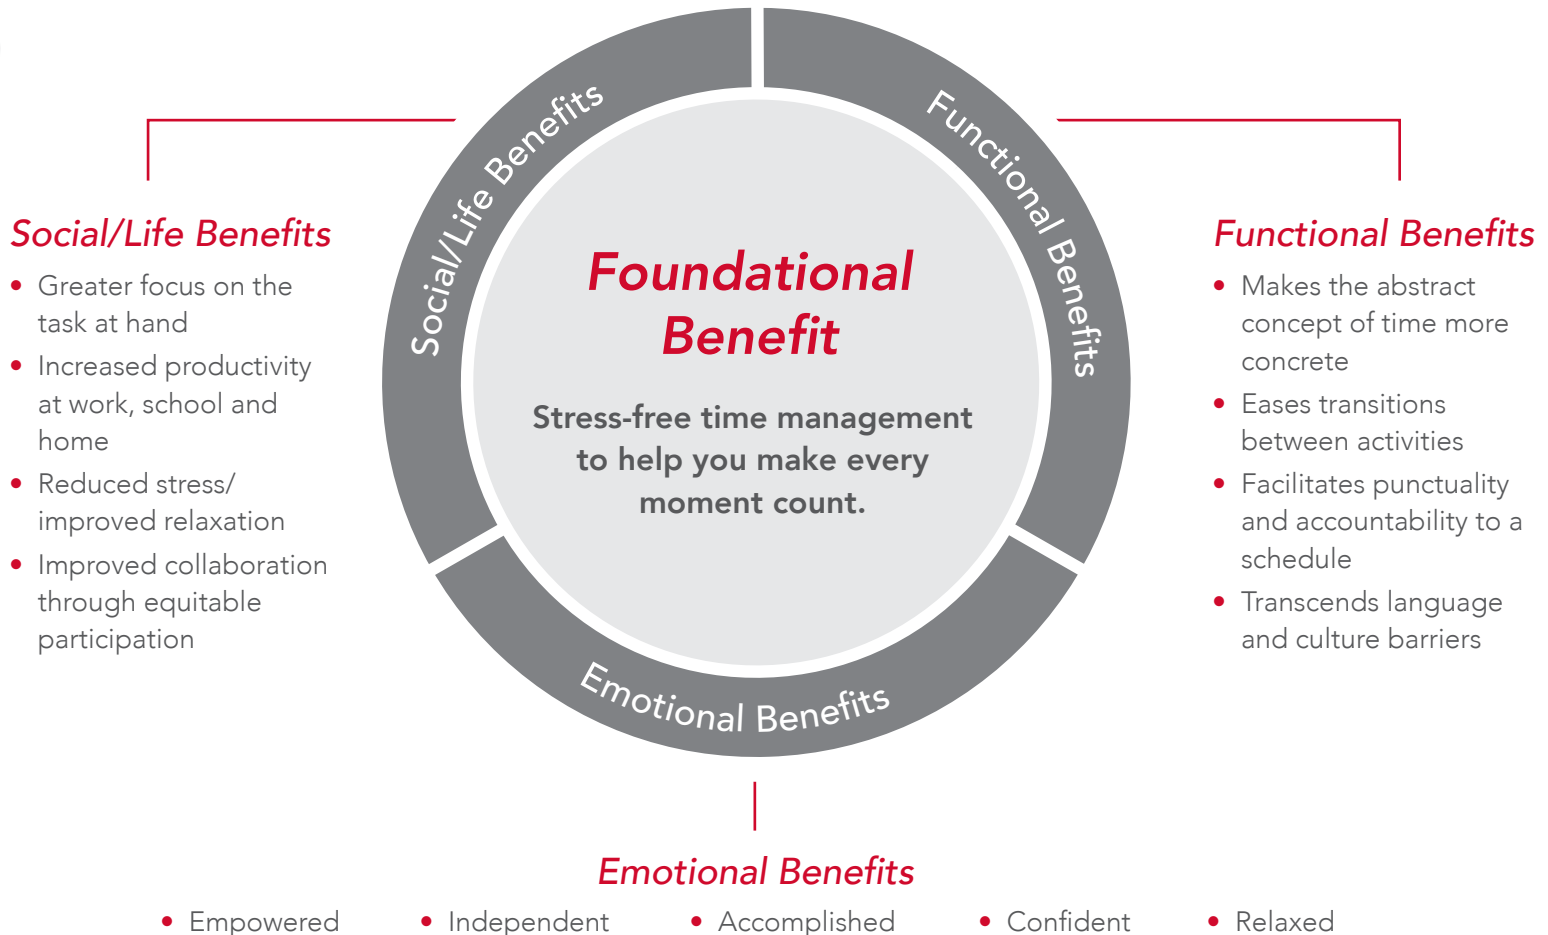 Social/Life Benefits
Functional Benefits
Emotional Benefits
Foundational
Benefit
Stress-free time management
to help you make every
moment count.
Social/Life Benefits
• Greater focus on the
task at hand
• Increased productivity
at work, school and
home
• Reduced stress/
improved relaxation
• Improved collaboration
through equitable
participation
Functional Benefits
• Makes the abstract
concept of time more
concrete
• Eases transitions
between activities
• Facilitates punctuality
and accountability to a
schedule
• Transcends language
and culture barriers
Emotional Benefits
• Empowered • Independent • Accomplished • Confident • Relaxed